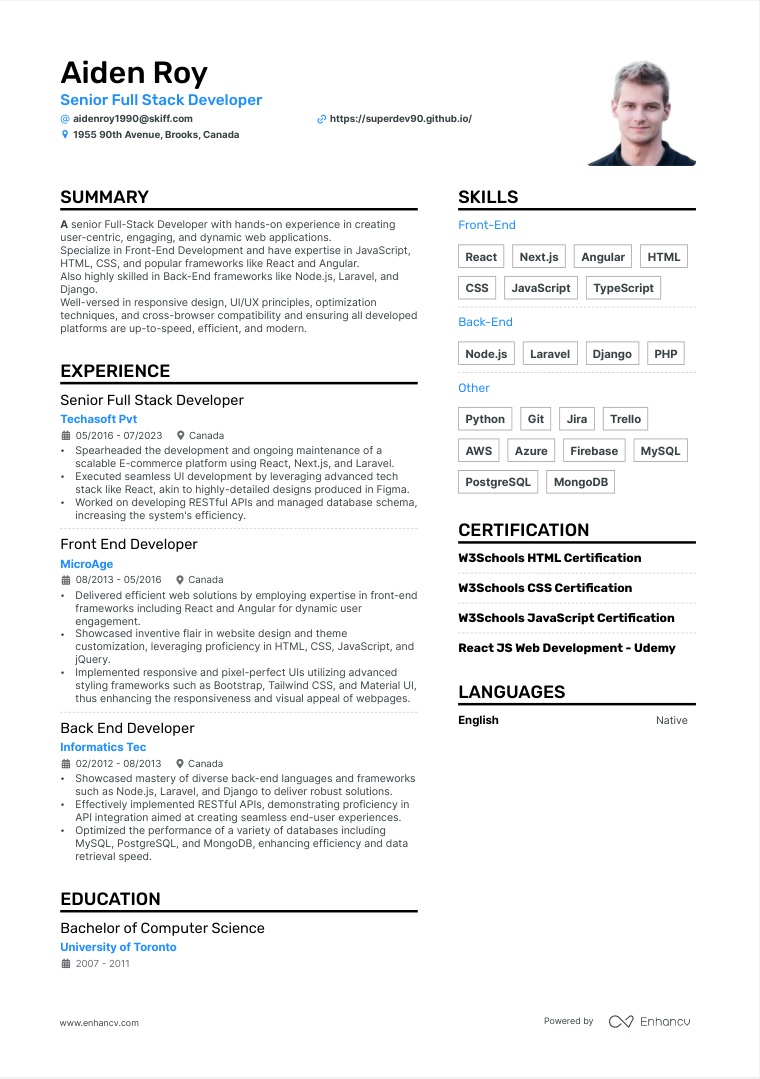 Aiden Roy
Senior Full Stack Developer
@ aidenroy1990@skiff.com
https://superdev90.github.io/
1955 90th Avenue, Brooks, Canada
SUMMARY
A senior Full-Stack Developer with hands-on experience in creating
user-centric, engaging, and dynamic web applications.
Specialize in Front-End Development and have expertise in JavaScript,
HTML, CSS, and popular frameworks like React and Angular.
Also highly skilled in Back-End frameworks like Node.js, Laravel, and
Django.
Well-versed in responsive design, UI/UX principles, optimization
techniques, and cross-browser compatibility and ensuring all developed
platforms are up-to-speed, efficient, and modern.
EXPERIENCE
Senior Full Stack Developer
Techasoft Pvt
05/2016 - 07/2023 Canada
• Spearheaded the development and ongoing maintenance of a
scalable E-commerce platform using React, Next.js, and Laravel.
• Executed seamless UI development by leveraging advanced tech
stack like React, akin to highly-detailed designs produced in Figma.
• Worked on developing RESTful APIs and managed database schema,
increasing the system's efficiency.
Front End Developer
MicroAge
08/2013 - 05/2016 Canada
• Delivered efficient web solutions by employing expertise in front-end
frameworks including React and Angular for dynamic user
engagement.
• Showcased inventive flair in website design and theme
customization, leveraging proficiency in HTML, CSS, JavaScript, and
jQuery.
• Implemented responsive and pixel-perfect UIs utilizing advanced
styling frameworks such as Bootstrap, Tailwind CSS, and Material UI,
thus enhancing the responsiveness and visual appeal of webpages.
Back End Developer
Informatics Tec
02/2012 - 08/2013 Canada
• Showcased mastery of diverse back-end languages and frameworks
such as Node.js, Laravel, and Django to deliver robust solutions.
• Effectively implemented RESTful APIs, demonstrating proficiency in
API integration aimed at creating seamless end-user experiences.
• Optimized the performance of a variety of databases including
MySQL, PostgreSQL, and MongoDB, enhancing efficiency and data
retrieval speed.
EDUCATION
Bachelor of Computer Science
University of Toronto
2007 - 2011
SKILLS
Front-End
React Next.js Angular HTML
CSS JavaScript TypeScript
Back-End
Node.js Laravel Django PHP
Other
Python Git Jira Trello
AWS Azure Firebase MySQL
PostgreSQL MongoDB
CERTIFICATION
W3Schools HTML Certification
W3Schools CSS Certification
W3Schools JavaScript Certification
React JS Web Development - Udemy
LANGUAGES
English Native
www.enhancv.com
Powered by Enhancv